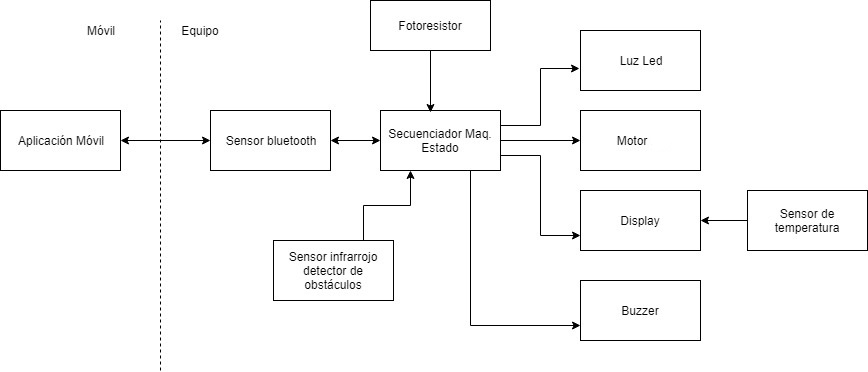 Móvil
Equipo
Fotoresistor
Luz Led
Aplicación Móvil
Sensor bluetooth
Secuenciador Maq.
Estado
Motor
Display
Sensor de
temperatura
Sensor infrarrojo
detector de
obstáculos
Buzzer